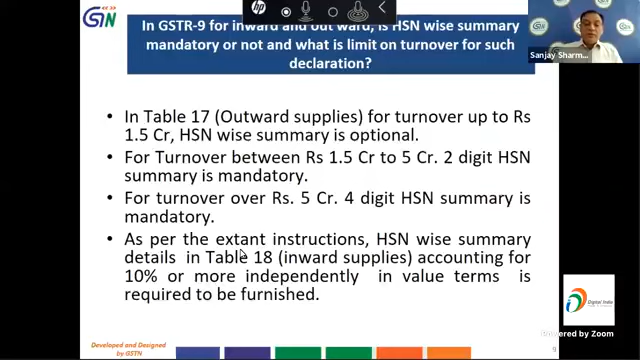 In GSTR-9 for inward and out ward, is HSN wise summary
mandatory or not and what is limit on turnover for such
declaration?
Sanjay Sharm...
• In Table 17 (Outward supplies) for turnover up to Rs
1.5 Cr, HSN wise summary is optional.
• For Turnover between Rs 1.5 Cr to 5 Cr. 2 digit HSN
summary is mandatory.
• For turnover over Rs. 5 Cr. 4 digit HSN summary is
mandatory.
• As per the extant instructions, HSN wise summary
details in Table 18 (inward supplies) accounting for
10% or more independently in value terms is
required to be furnished.
Digital India
Powered by Zoom
Developed and Designed
by GSTN
9
hp